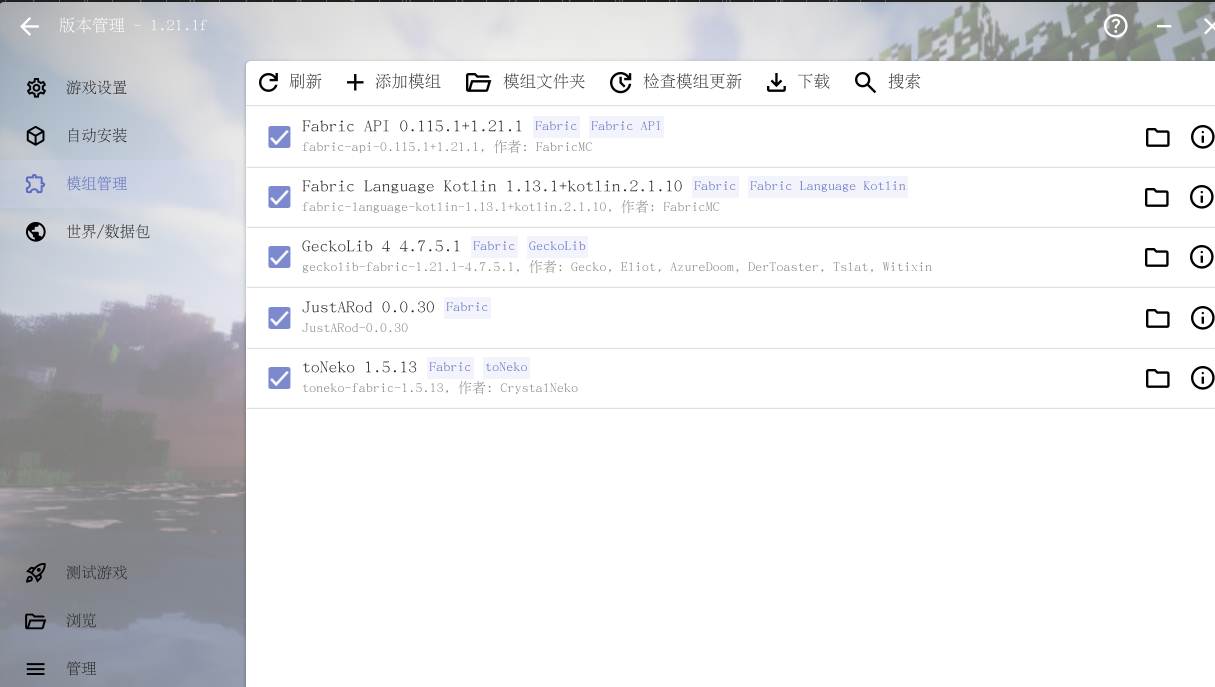 版本管理 - 1.21.1f
游戏设置
自动安装
模组管理
世界/数据包
测试游戏
浏览
管理
刷新 添加模组 模组文件夹 检查模组更新 下载 搜索
Fabric API 0.115.1+1.21.1 Fabric Fabric API
fabric-api-0.115.1+1.21.1, 作者: FabricMC
Fabric Language Kotlin 1.13.1+kotlin.2.1.10 Fabric Fabric Language Kotlin
fabric-language-kotlin-1.13.1+kotlin.2.1.10, 作者: FabricMC
GeckoLib 4 4.7.5.1 Fabric GeckoLib
geckolib-fabric-1.21.1-4.7.5.1, 作者: Gecko, Eliot, AzureDoom, DerToaster, Tslat, Witixin
JustARod 0.0.30 Fabric
JustARod-0.0.30
toNeko 1.5.13 Fabric toNeko
toneko-fabric-1.5.13, 作者: CrystalNeko